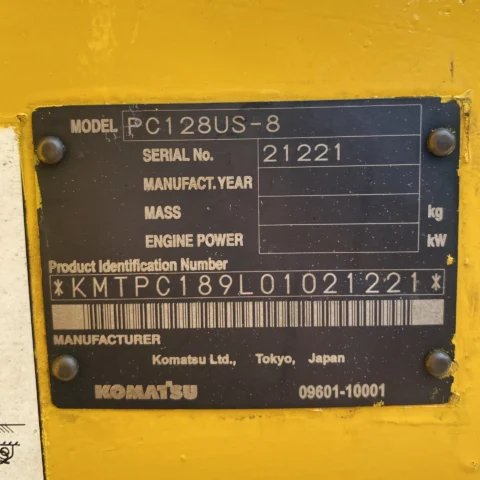 MODEL PC128US-8
SERIAL No. 21221
MANUFACT. YEAR
MASS kg
ENGINE POWER kW
Product Identification Number
*KMTPC189L01021221*
MANUFACTURER
Komatsu Ltd., Tokyo, Japan
KOMATSU 09601-10001